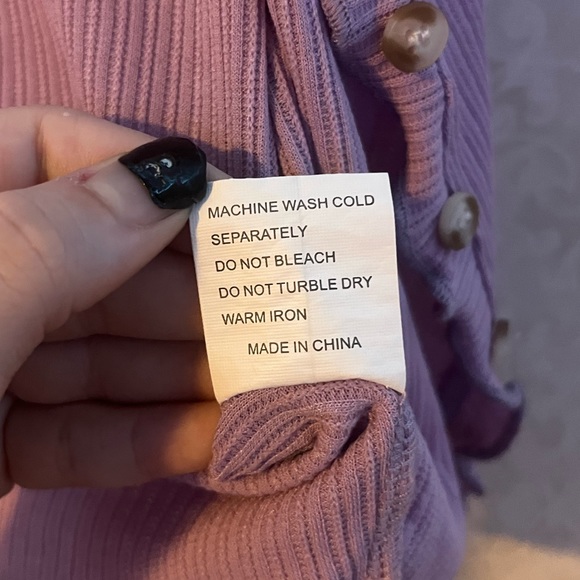 MACHINE WASH COLD
SEPARATELY
DO NOT BLEACH
DO NOT TURBLE DRY
WARM IRON
MADE IN CHINA